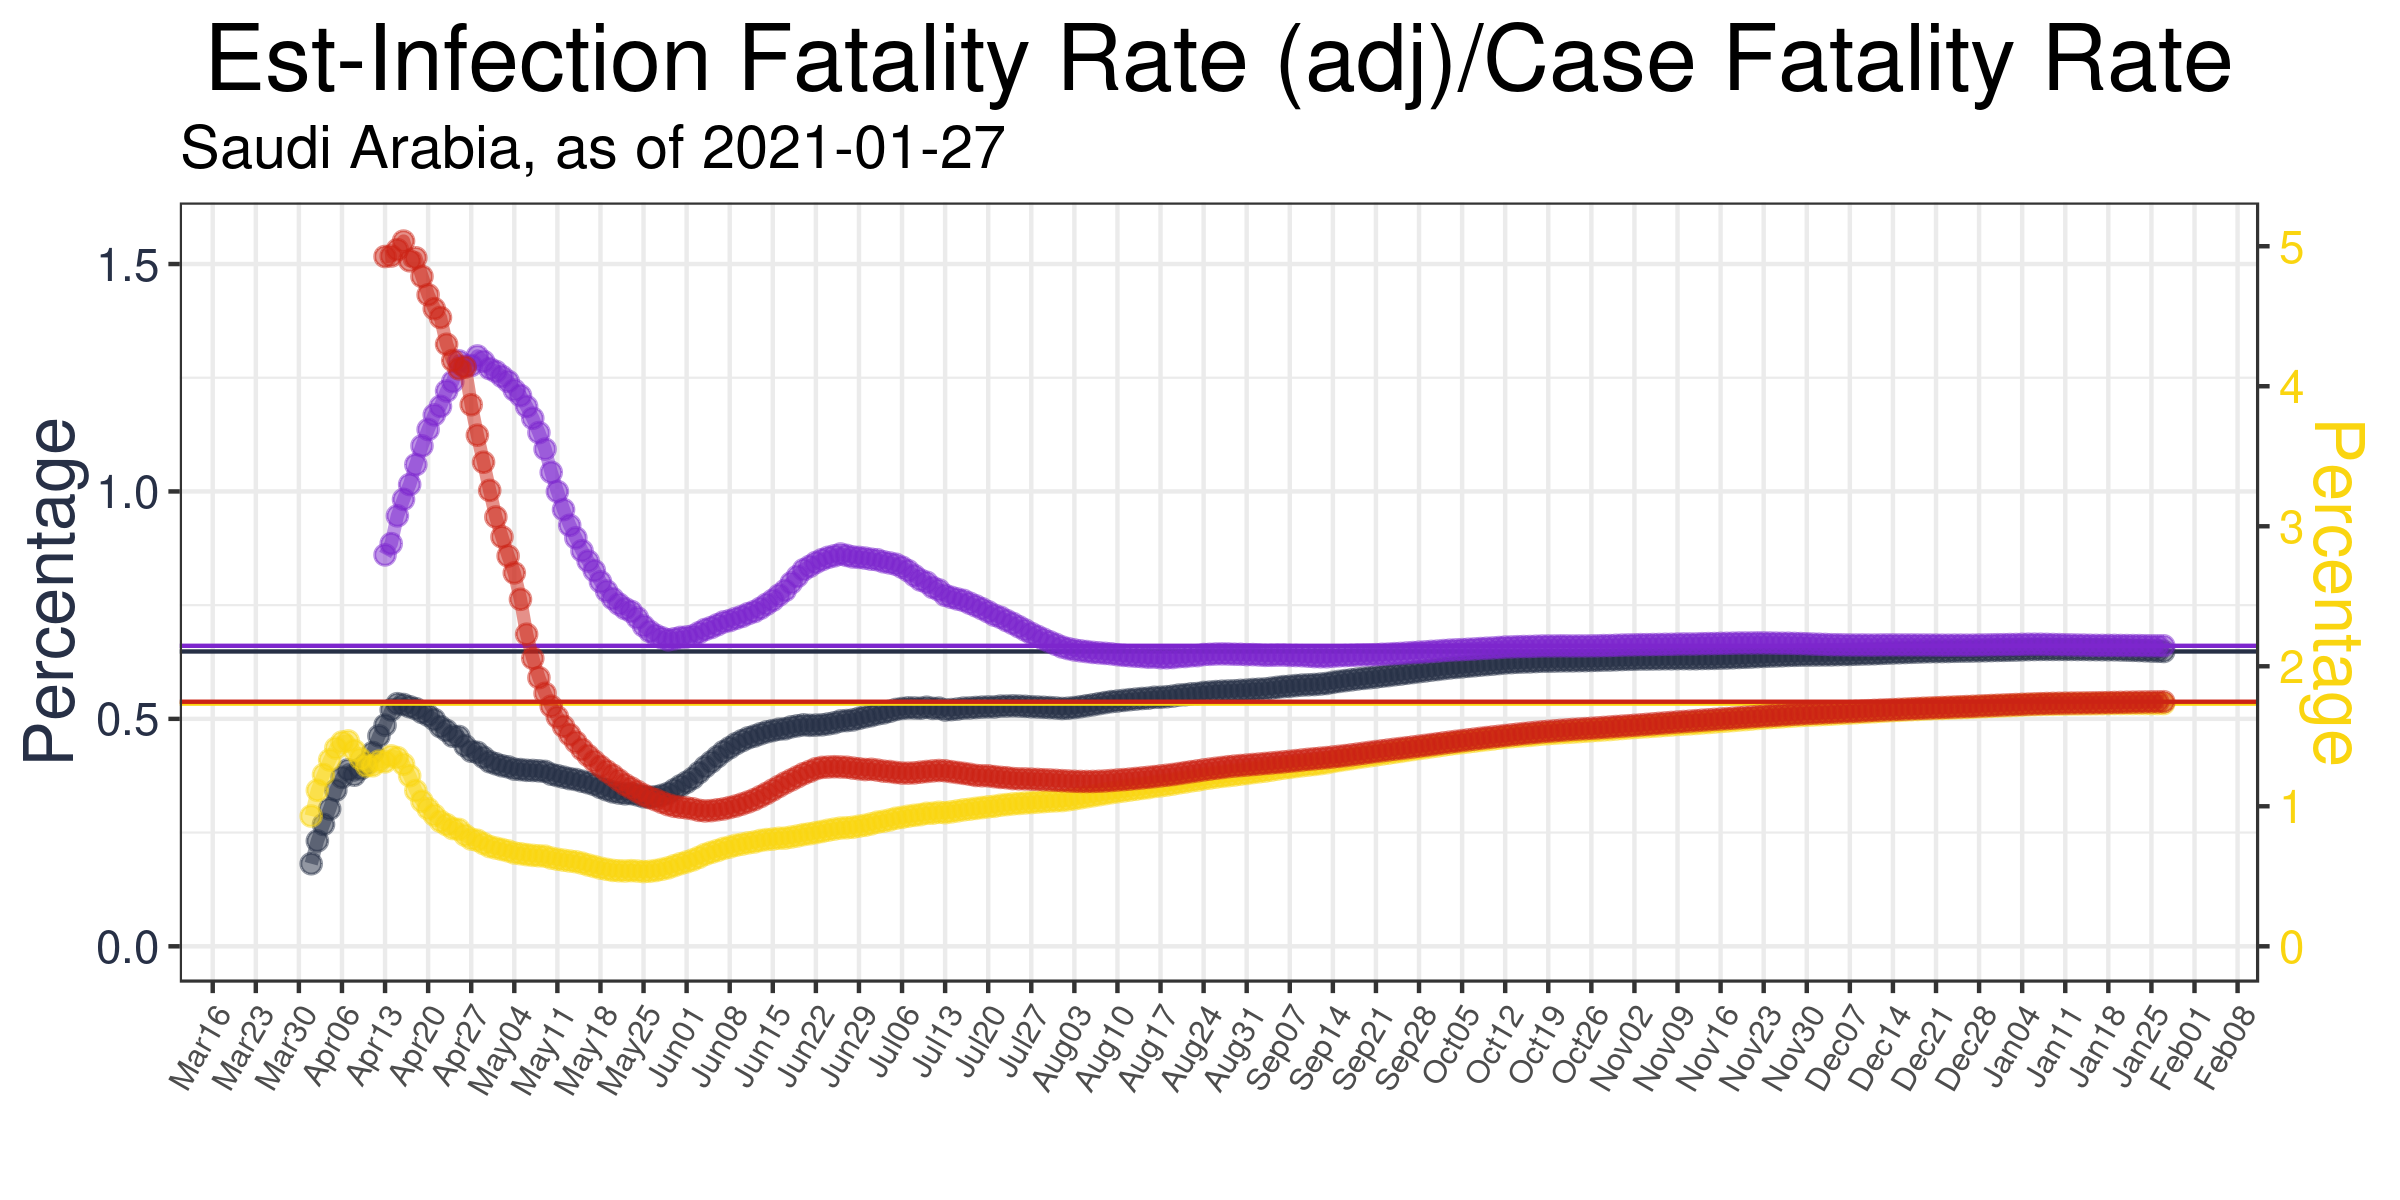 Est-Infection Fatality Rate (adj)/Case Fatality Rate
Saudi Arabia, as of 2021-01-27
Percentage
1.5
1.0
0.5
0.0
5
4
3
2
1
0
Percentage
Mar16
Mar23
Mar30
Apr06
Apr13
Apr20
Apr27
May04
May11
May18
May25
Jun01
Jun08
Jun15
Jun22
Jun29
Jul06
Jul13
Jul20
Jul27
Aug03
Aug10
Aug17
Aug24
Aug31
Sep07
Sep14
Sep21
Sep28
Oct05
Oct12
Oct19
Oct26
Nov02
Nov09
Nov16
Nov23
Nov30
Dec07
Dec14
Dec21
Dec28
Jan04
Jan11
Jan18
Jan25
Feb01
Feb08